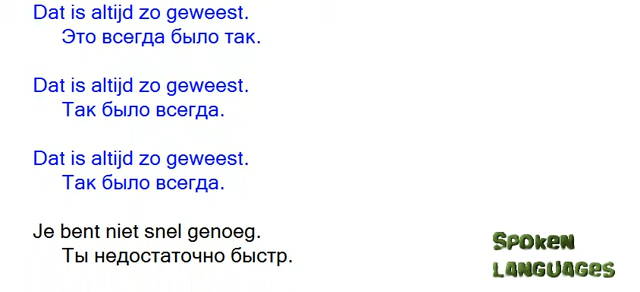 Dat is altijd zo geweest.
Это всегда было так.
Dat is altijd zo geweest.
Так было всегда.
Dat is altijd zo geweest.
Так было всегда.
Je bent niet snel genoeg.
Ты недостаточно быстр.
Spoken
Languages